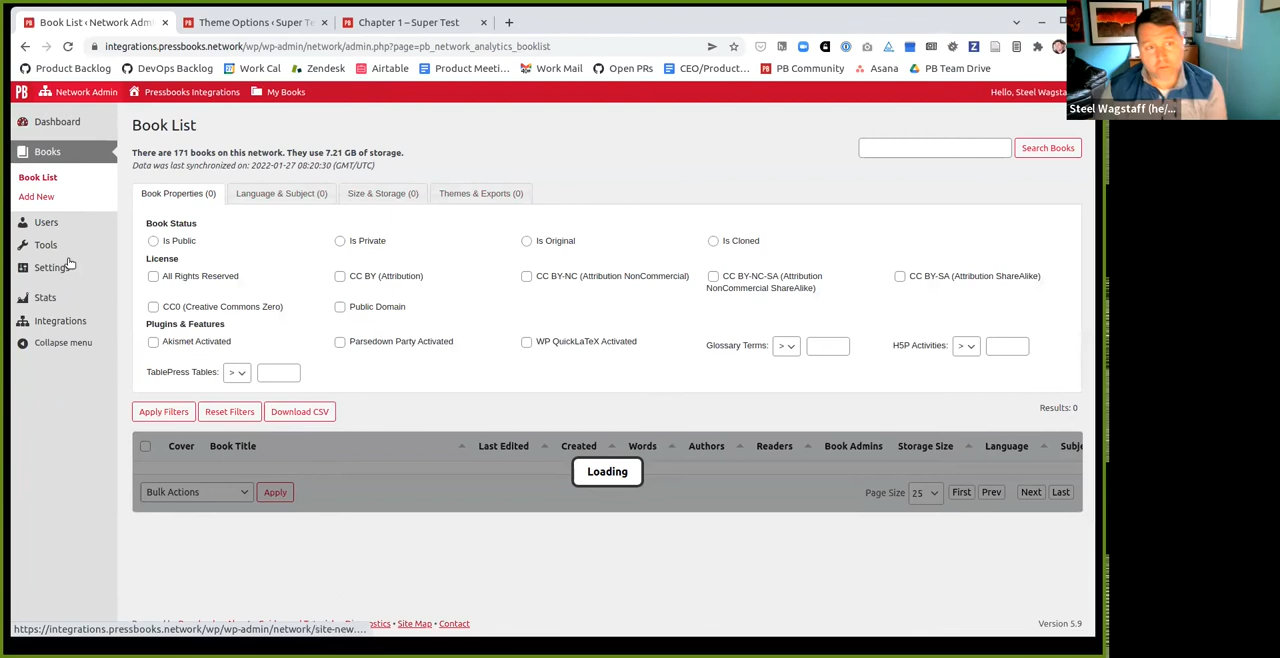 Book List ‹ Network Admin
Theme Options ‹ Super Te
Chapter 1 – Super Test
integrations.pressbooks.network/wp/wp-admin/network/admin.php?page=pb_network_analytics_booklist
Product Backlog
DevOps Backlog
Work Cal
Zendesk
Airtable
Product Meeti...
Work Mail
Open PRs
CEO/Product...
PB Community
Asana
PB Team Drive
PB Network Admin
Pressbooks Integrations
My Books
Hello, Steel Wagsta
Steel Wagstaff (he/...
Dashboard
Books
Book List
Add New
Users
Tools
Settings
Stats
Integrations
Collapse menu
Book List
There are 171 books on this network. They use 7.21 GB of storage.
Data was last synchronized on: 2022-01-27 08:20:30 (GMT/UTC)
Search Books
Book Properties (0)
Language & Subject (0)
Size & Storage (0)
Themes & Exports (0)
Book Status
Is Public
Is Private
Is Original
Is Cloned
License
All Rights Reserved
CC BY (Attribution)
CC BY-NC (Attribution NonCommercial)
CC BY-NC-SA (Attribution
NonCommercial ShareAlike)
CC BY-SA (Attribution ShareAlike)
CC0 (Creative Commons Zero)
Public Domain
Plugins & Features
Akismet Activated
Parsedown Party Activated
WP QuickLaTeX Activated
Glossary Terms: >
H5P Activities: >
TablePress Tables: >
Apply Filters
Reset Filters
Download CSV
Results: 0
Cover
Book Title
Last Edited
Created
Words
Authors
Readers
Book Admins
Storage Size
Language
Subje
Loading
Bulk Actions
Apply
Page Size 25
First
Prev
Next
Last
https://integrations.pressbooks.network/wp/wp-admin/network/site-new....
stics | Site Map • Contact
Version 5.9